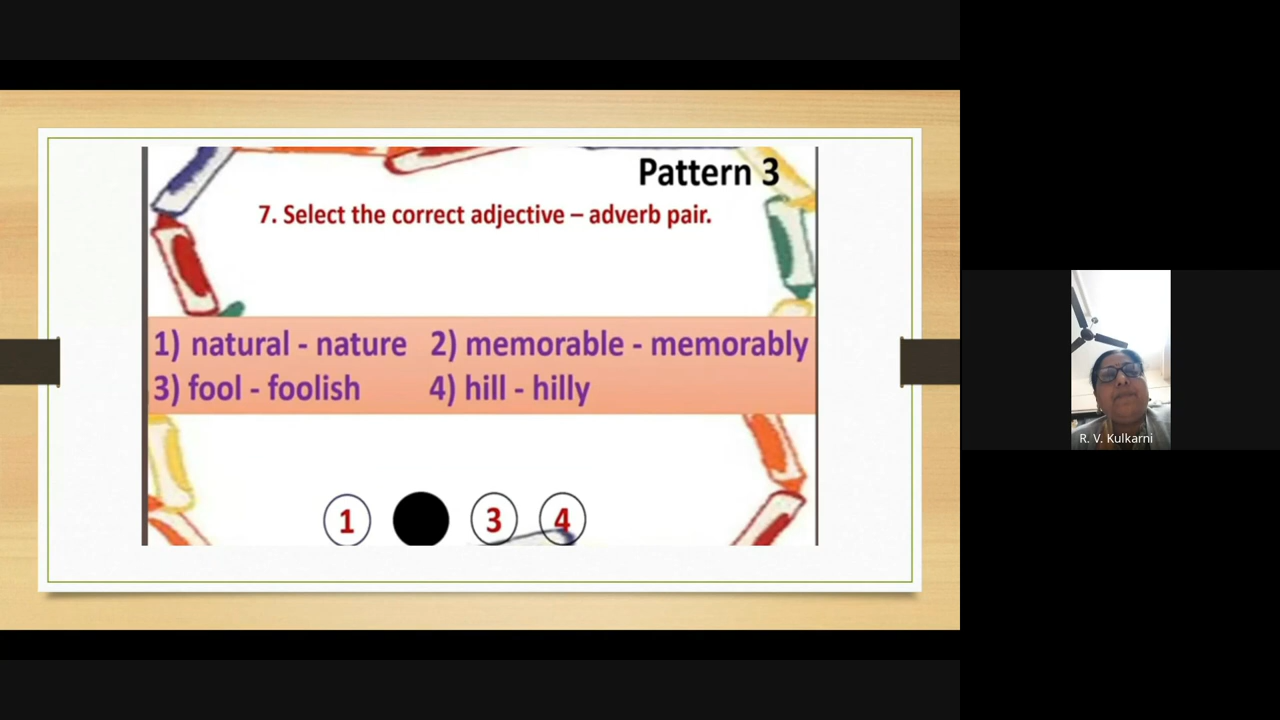 Pattern 3
7. Select the correct adjective – adverb pair.
1) natural - nature 2) memorable - memorably
3) fool - foolish 4) hill - hilly
1 3 4
R. V. Kulkarni